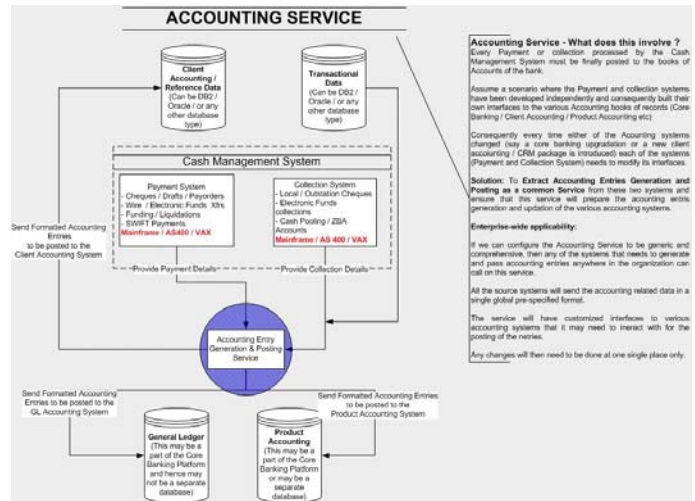 ACCOUNTING SERVICE
Client
Accounting /
Reference Data
(Can be DB2 /
Oracle / or any
other database
type)
Transactional
Data
(Can be DB2 /
Oracle / or any
other database
type)
Cash Management System
Payment System
- Cheques / Drafts / Payorders
- Wire / Electronic Funds Xfrs
- Funding / Liquidations
- SWIFT Payments
Mainframe / AS400 / VAX
Collection System
- Local / Outstation Cheques
- Electronic Funds
collections
- Cash Pooling / ZBA
Accounts
Mainframe / AS 400 / VAX
Send Formatted Accounting
Entries
to be posted to the
Client Accounting System
Provide Payment Details
Provide Collection Details
Accounting Entry
Generation & Posting
Service
Send Formatted Accounting
Entries to be posted to the
GL Accounting System
Send Formatted Accounting
Entries to be posted to the
Product Accounting System
General Ledger
(This may be a
part of the Core
Banking Platform
and hence may
not be a separate
database)
Product
Accounting
(This may be a
part of the Core
Banking Platform
or may be a
separate
database)
Accounting Service - What does this involve ?
Every Payment or collection processed by the Cash
Management System must be finally posted to the books of
Accounts of the bank.
Assume a scenario where the Payment and collection systems
have been developed independently and consequently built their
own interfaces to the various Accounting books of records (Core
Banking / Client Accounting / Product Accounting etc)
Consequently every time either of the Acounting systems
changed (say a core banking upgradation or a new client
accoiunting / CRM package is introduced) each of the systems
(Payment and Collection System) needs to modify its interfaces.
Solution: To Extract Accounting Entries Generation and
Posting as a common Service from these two systems and
ensure that this service will prepare the accounting
generation and updation of the various accounting systems.
Enterprise-wide applicability:
If we can configure the Accounting Service to be generic and
comprehensive, then any of the systems that needs to generate
and pass accounting entries anywhere in the organization can
call on this service.
All the source systems will send the accounting related data in a
single global pre-specified format.
The service will have customized interfaces to various
accounting systems that it may need to ineract with for the
posting of the netries.
Any changes will then need to be done at one single place only.